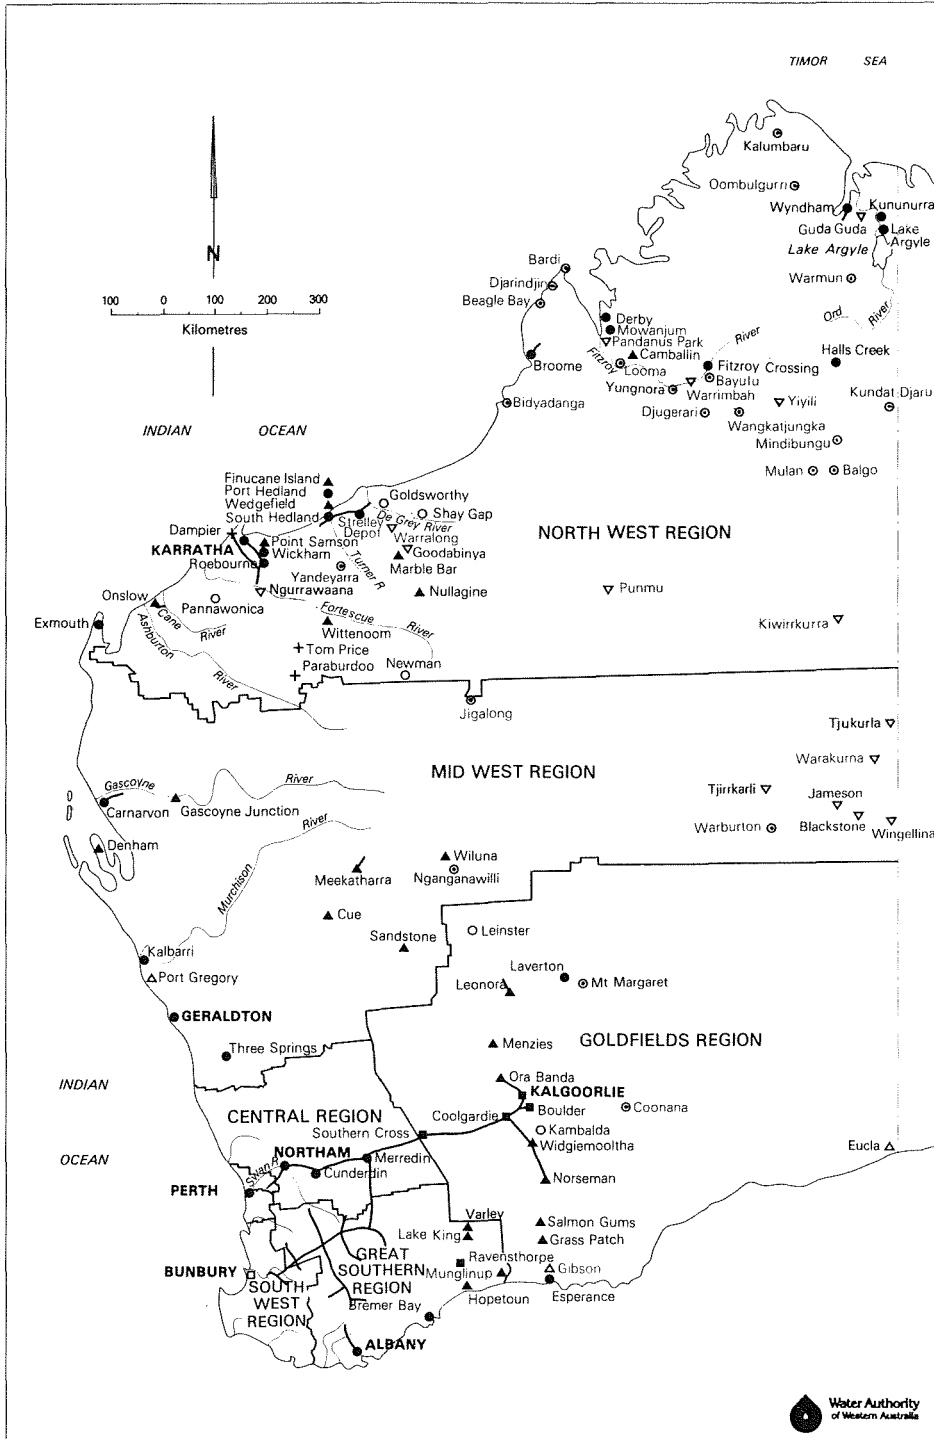 TIMOR SEA
Kalumbaru
Oombulgurri
Wyndham
Kununurra
Guda Guda
Lake
Argyle
Lake Argyle
N
Bardi
Djarindjin
Beagle Bay
Warmun
Ord
River
100 0 100 200 300
Kilometres
Derby
Mowanjum
Pandanus Park
Camballin
River
Fitzroy
Looma
Broome
Halls Creek
Fitzroy Crossing
Bayulu
Yungnora
Warrimbah
Yiyili
Kundat Djaru
Bidyadanga
Djugerari
Wangkatjungka
Mindibungu
INDIAN OCEAN
Mulan
Balgo
Finucane Island
Port Hedland
Wedgefield
South Hedland
Goldsworthy
Shay Gap
Strelley
Depot
De Grey River
Dampier
Point Samson
KARRATHA
Wickham
Roebourne
Warralong
Goodabinya
Marble Bar
Turner R
NORTH WEST REGION
Yandeyarra
Ngurrawaana
Nullagine
Punmu
Onslow
Cane
River
Pannawonica
Fortescue
River
Exmouth
Ashburton
River
Wittenoom
Kiwirrkurra
Tom Price
Paraburdoo
Newman
Jigalong
Tjukurla
MID WEST REGION
Warakurna
Gascoyne
River
Carnarvon
Gascoyne Junction
River
Tjirrkarli
Jameson
Warburton
Blackstone
Wingellina
Denham
Murchison
Meekatharra
Wiluna
Nganganawilli
Cue
Sandstone
Leinster
Kalbarri
Port Gregory
Laverton
Leonora
Mt Margaret
GERALDTON
Three Springs
Menzies
GOLDFIELDS REGION
INDIAN
Ora Banda
KALGOORLIE
CENTRAL REGION
Coolgardie
Boulder
Coonana
Southern Cross
Kambalda
Widgiemooltha
Eucla
OCEAN
NORTHAM
Merredin
Swan R
Cunderdin
Norseman
PERTH
Varley
Lake King
Salmon Gums
Grass Patch
GREAT
SOUTHERN
REGION
Ravensthorpe
Munglinup
Gibson
BUNBURY
SOUTH
WEST
REGION
Bremer Bay
Hopetoun
Esperance
ALBANY
Water Authority
of Western Australia